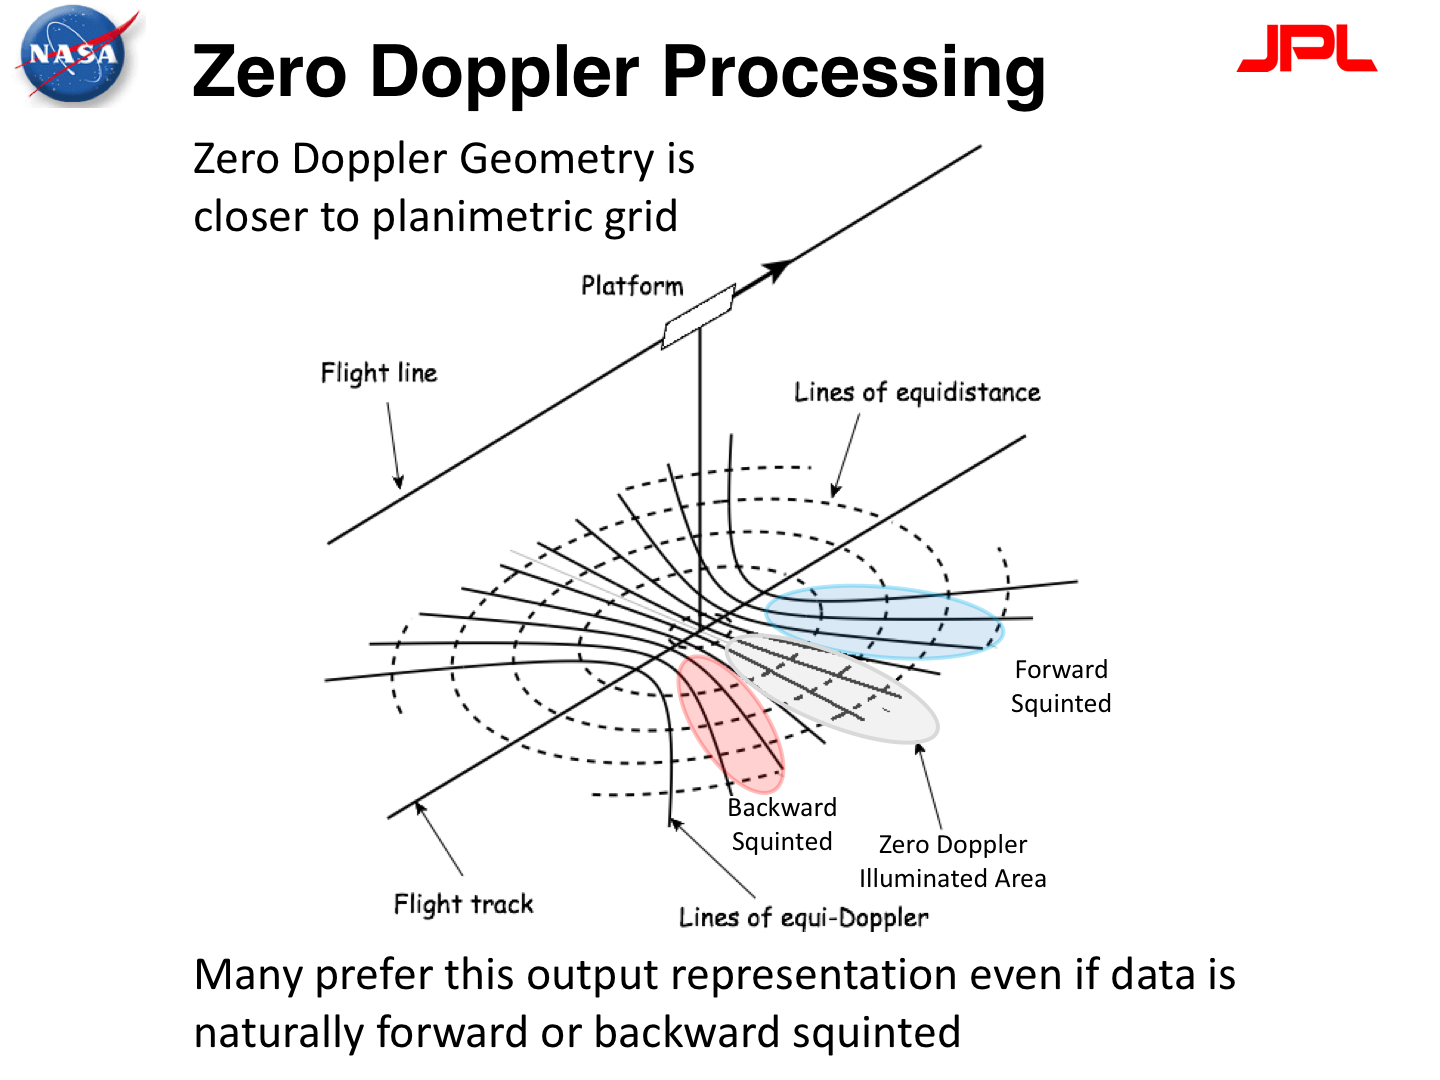 NASA
Zero Doppler Processing
JPL
Zero Doppler Geometry is
closer to planimetric grid
Platform
Flight line
Lines of equidistance
Forward
Squinted
Backward
Squinted
Zero Doppler
Illuminated Area
Flight track
Lines of equi-Doppler
Many prefer this output representation even if data is
naturally forward or backward squinted